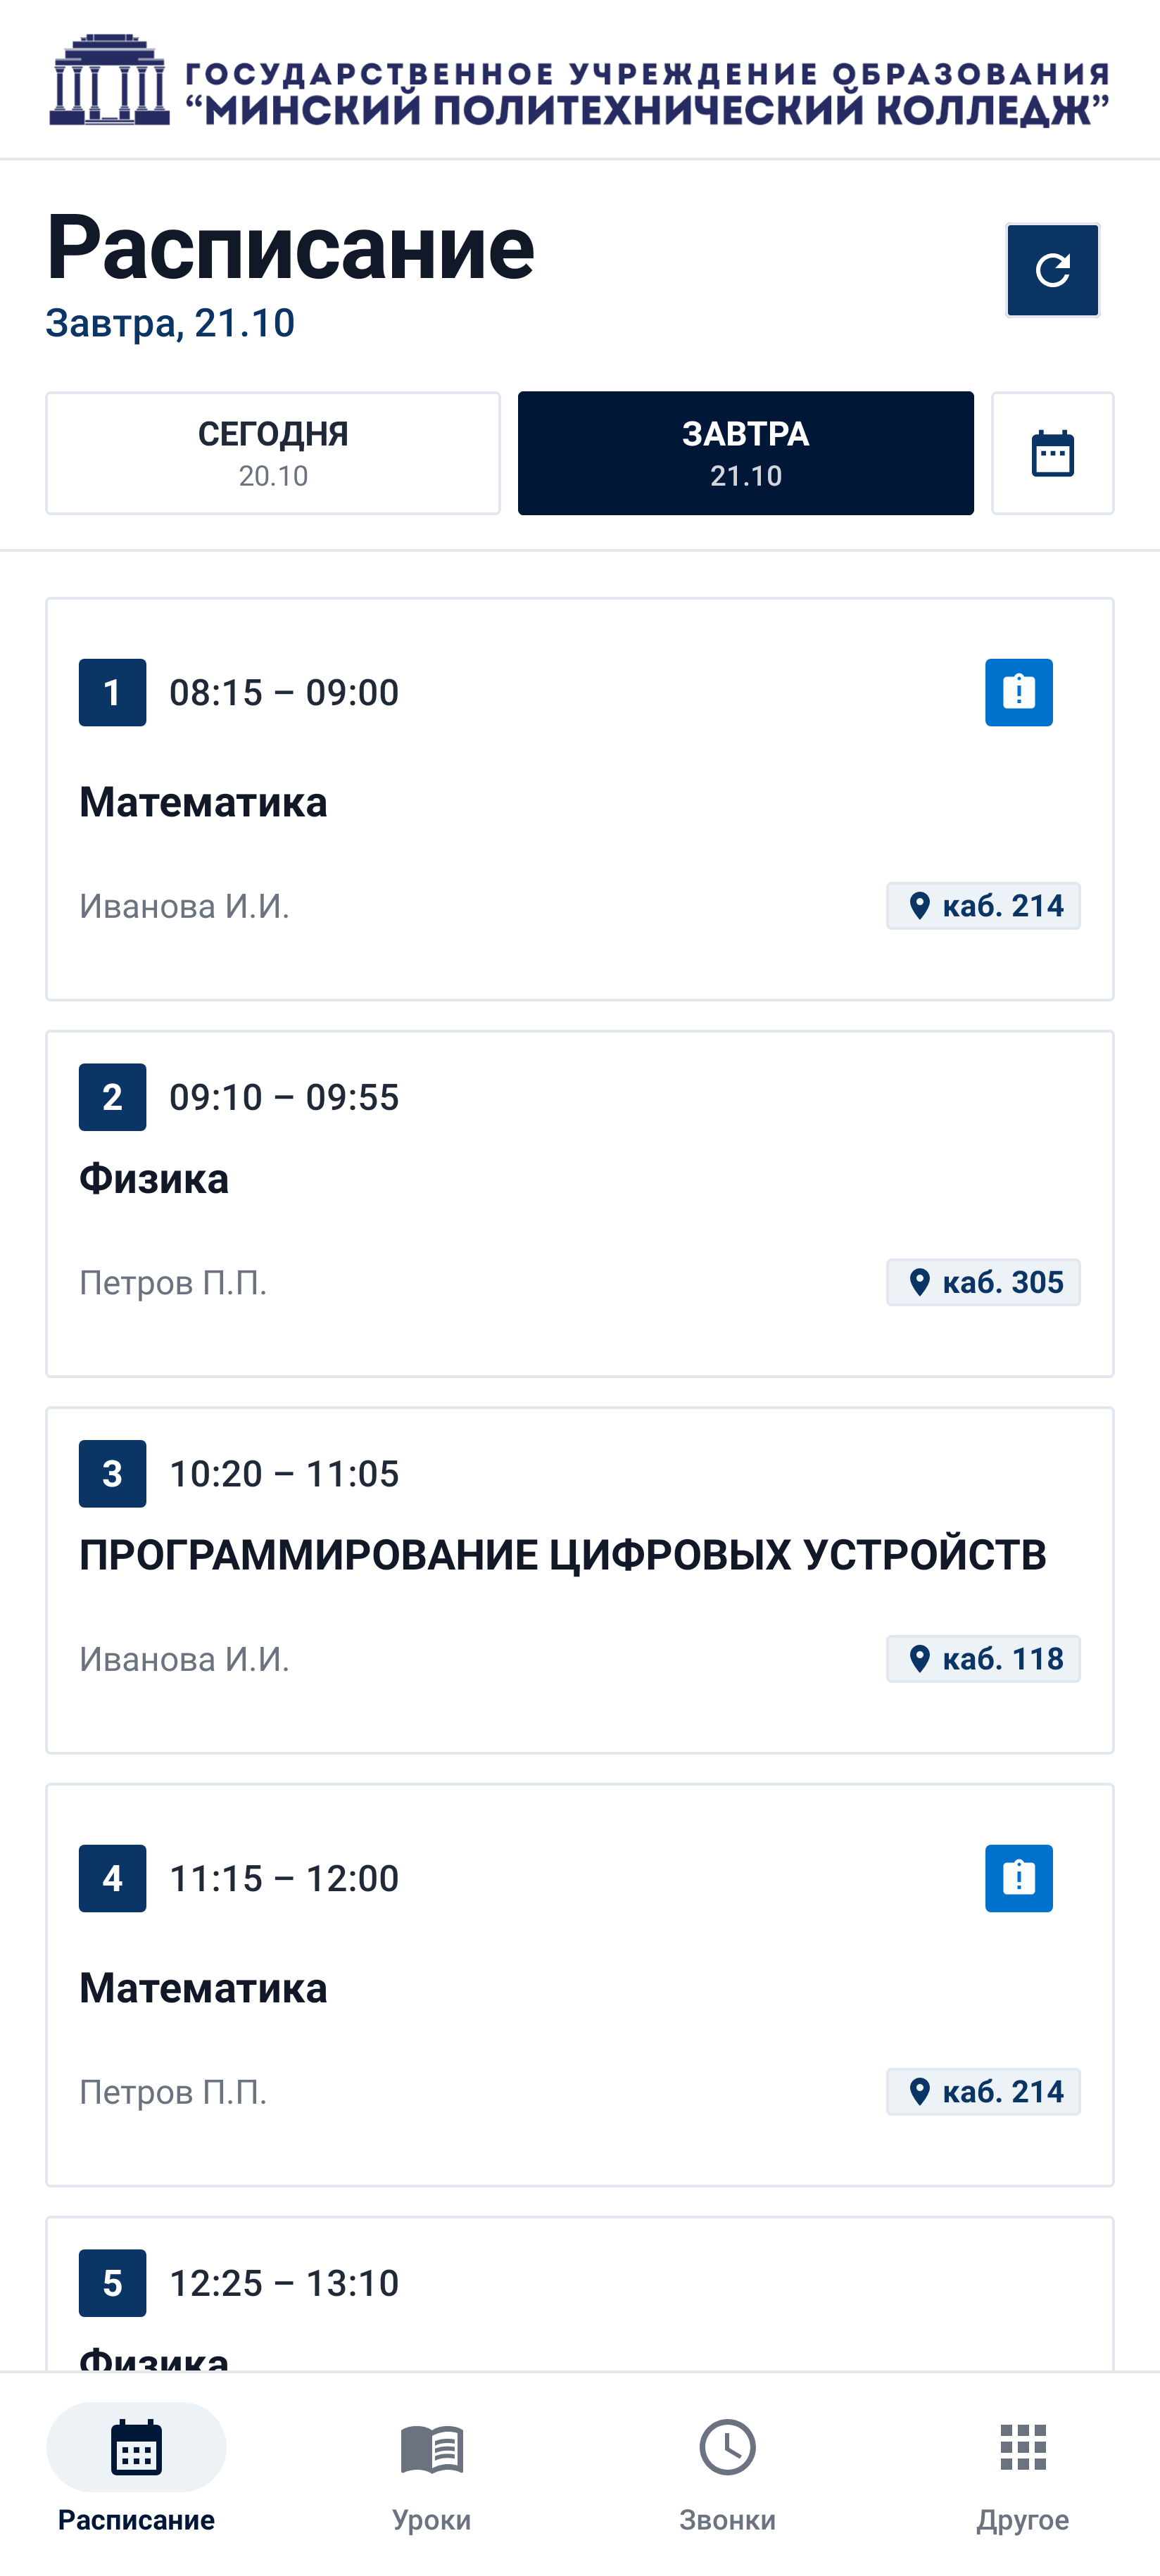 ГОСУДАРСТВЕННОЕ УЧРЕЖДЕНИЕ ОБРАЗОВАНИЯ
“МИНСКИЙ ПОЛИТЕХНИЧЕСКИЙ КОЛЛЕДЖ”
Расписание
Завтра, 21.10
СЕГОДНЯ
20.10
ЗАВТРА
21.10
1 08:15 – 09:00
Математика
Иванова И.И. каб. 214
2 09:10 – 09:55
Физика
Петров П.П. каб. 305
3 10:20 – 11:05
ПРОГРАММИРОВАНИЕ ЦИФРОВЫХ УСТРОЙСТВ
Иванова И.И. каб. 118
4 11:15 – 12:00
Математика
Петров П.П. каб. 214
5 12:25 – 13:10
Физика
Расписание Уроки Звонки Другое